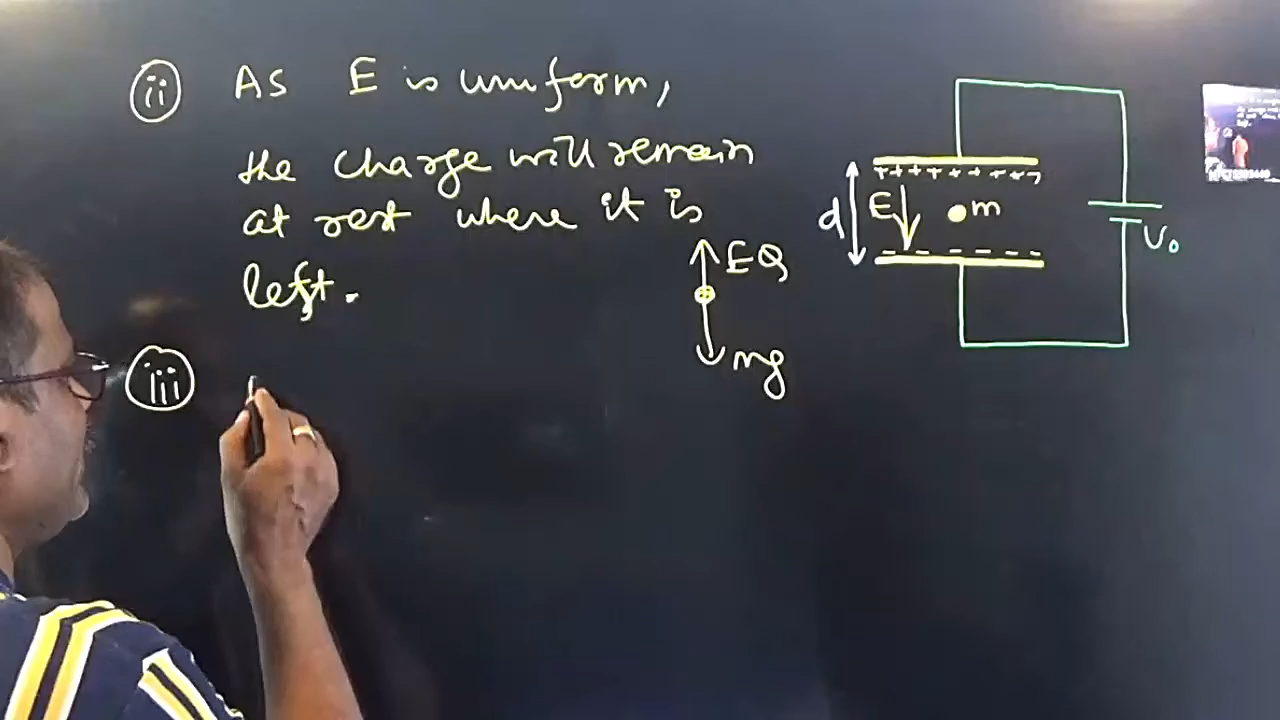 (ii) As E is uniform,
the charge will remain
at rest where it is
left.
(iii)
EQ
mg
+ + + + + + + +
d
E
m
- - - - - - -
V₀